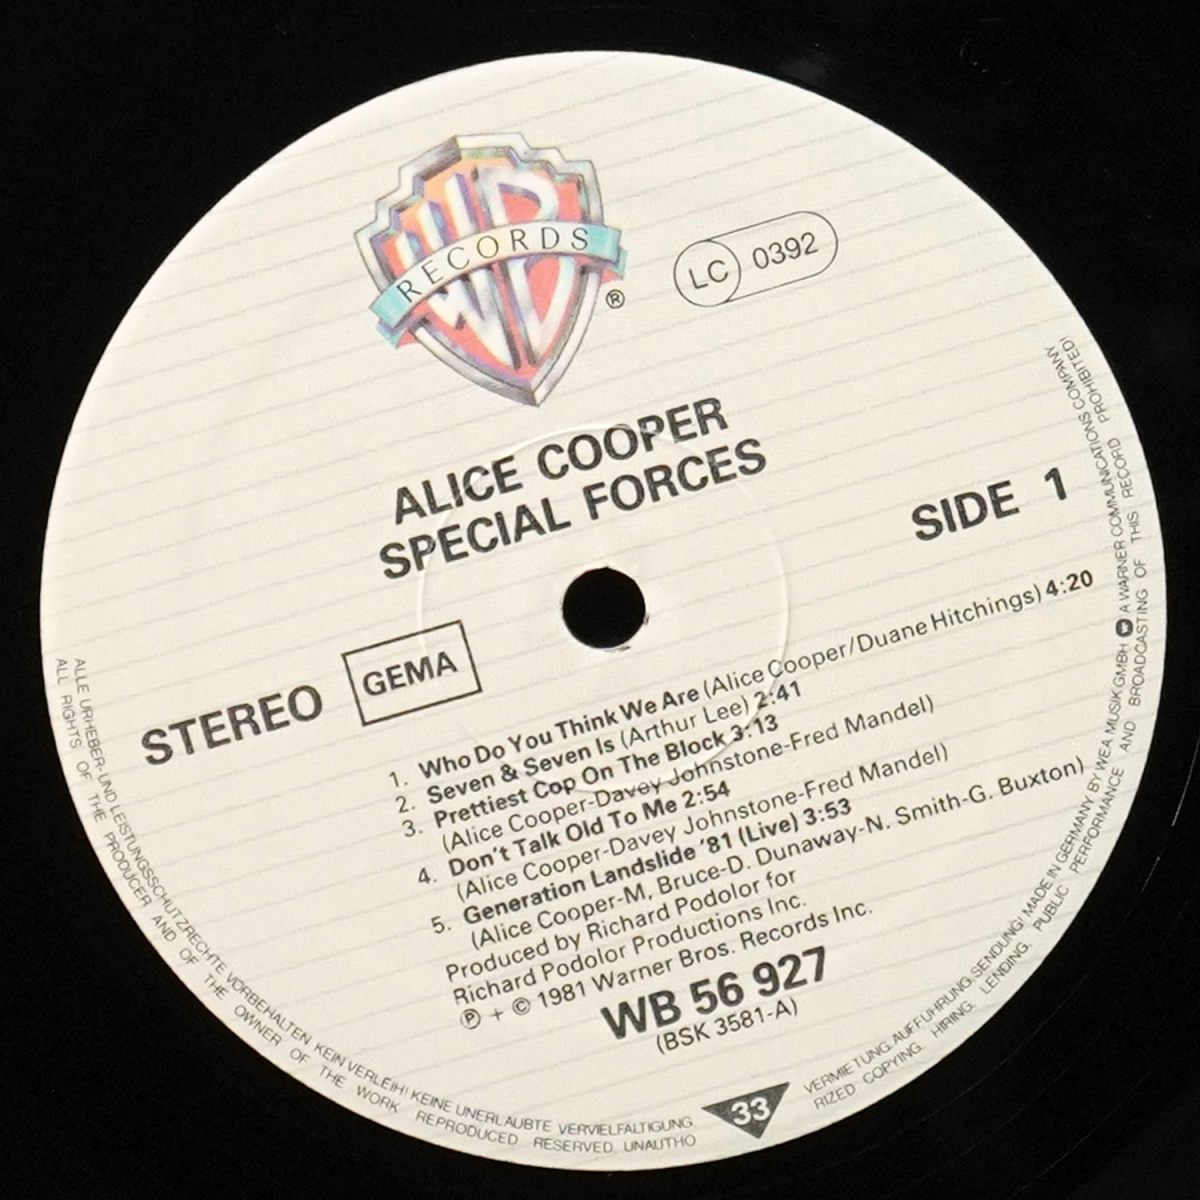 WB
RECORDS
®
LC 0392
ALICE COOPER
SPECIAL FORCES
SIDE 1
STEREO
GEMA
1. Who Do You Think We Are (Alice Cooper/Duane Hitchings) 4:20
2. Seven & Seven Is (Arthur Lee) 2:41
3. Prettiest Cop On The Block 3:13
(Alice Cooper-Davey Johnstone-Fred Mandel)
4. Don't Talk Old To Me 2:54
(Alice Cooper-Davey Johnstone-Fred Mandel)
5. Generation Landslide '81 (Live) 3:53
(Alice Cooper-M, Bruce-D. Dunaway-N. Smith-G. Buxton)
Produced by Richard Podolor for
Richard Podolor Productions Inc.
℗ + © 1981 Warner Bros. Records Inc.
WB 56 927
(BSK 3581-A)
33
ALLE URHEBER- UND LEISTUNGSSCHUTZRECHTE VORBEHALTEN KEIN VERLEIH! KEINE UNERLAUBTE VERVIELFÄLTIGUNG. VERMIETUNG. AUFFÜHRUNG. SENDUNG! MADE IN GERMANY BY WEA MUSIK GMBH W A WARNER COMMUNICATIONS COMPANY
ALL RIGHTS OF THE PRODUCER AND OF THE OWNER OF THE WORK REPRODUCED RESERVED. UNAUTHORIZED COPYING. HIRING. LENDING. PUBLIC PERFORMANCE AND BROADCASTING OF THIS RECORD PROHIBITED!